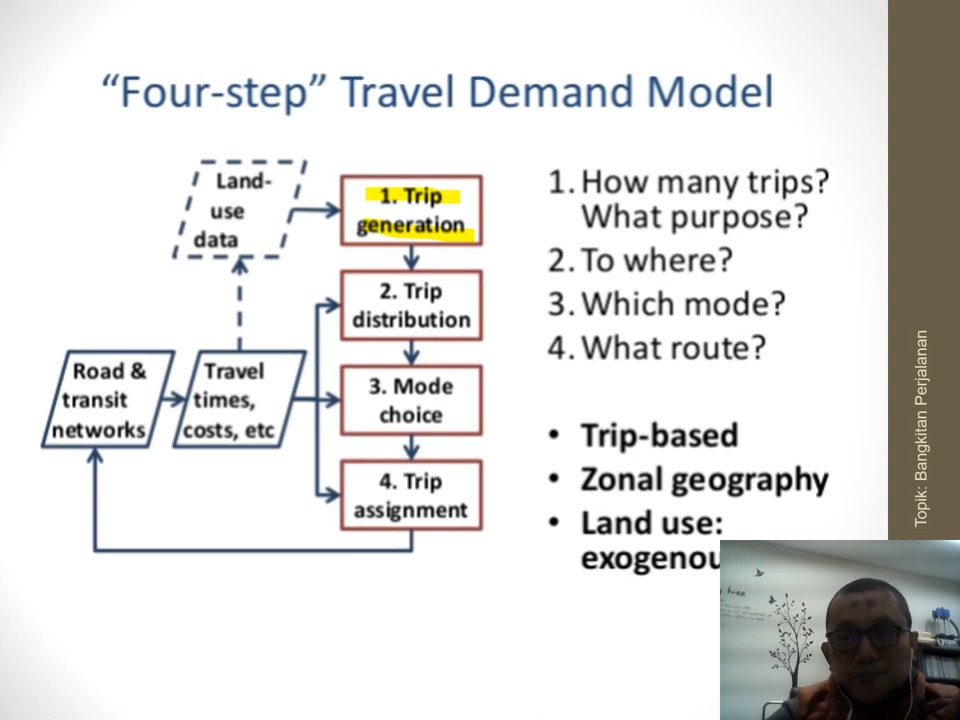 “Four-step” Travel Demand Model
Land-
use
data
1. Trip
generation
2. Trip
distribution
3. Mode
choice
4. Trip
assignment
Road &
transit
networks
Travel
times,
costs, etc
1. How many trips?
What purpose?
2. To where?
3. Which mode?
4. What route?
• Trip-based
• Zonal geography
• Land use:
exogenou
Topik: Bangkitan Perjalanan
tree